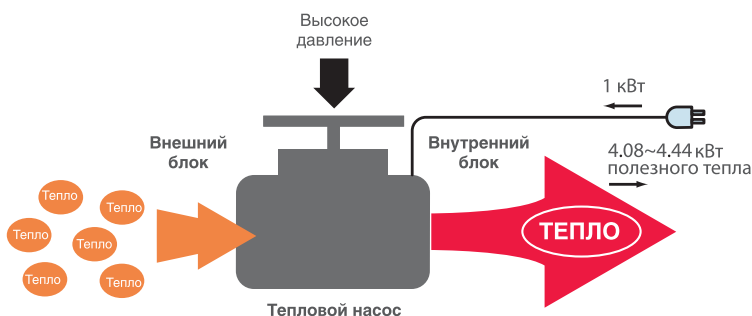 Высокое
давление
1 кВт
Внешний
блок
Внутренний
блок
4.08~4.44 кВт
полезного тепла
Тепло
Тепло
Тепло
Тепло
Тепло
Тепло
ТЕПЛО
Тепловой насос